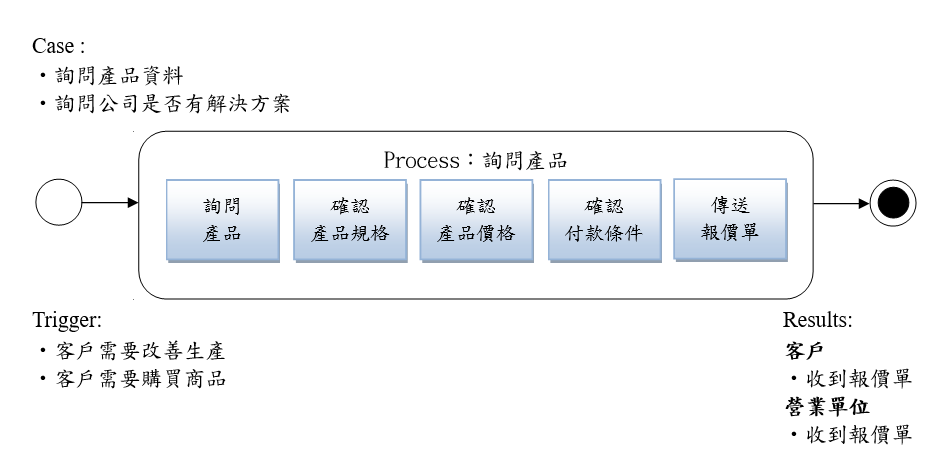 Case :
・詢問產品資料
・詢問公司是否有解決方案
Process：詢問產品
詢問
產品
確認
產品規格
確認
產品價格
確認
付款條件
傳送
報價單
Trigger:
・客戶需要改善生產
・客戶需要購買商品
Results:
客戶
・收到報價單
營業單位
・收到報價單